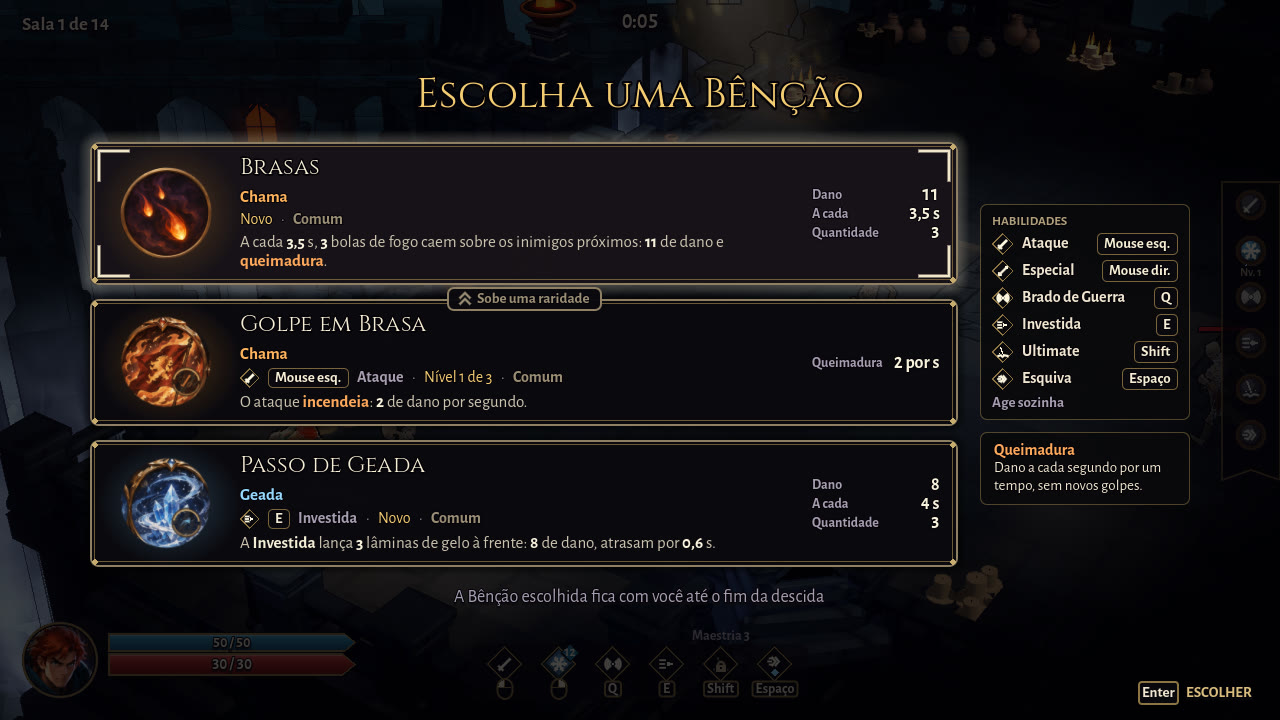 Sala 1 de 14
0:05
Escolha uma Bênção
Brasas
Chama
Novo · Comum
A cada 3,5 s, 3 bolas de fogo caem sobre os inimigos próximos: 11 de dano e
queimadura.
Dano 11
A cada 3,5 s
Quantidade 3
Sobe uma raridade
Golpe em Brasa
Chama
Mouse esq. Ataque · Nível 1 de 3 · Comum
O ataque incendeia: 2 de dano por segundo.
Queimadura 2 por s
Passo de Geada
Geada
E Investida · Novo · Comum
A Investida lança 3 lâminas de gelo à frente: 8 de dano, atrasam por 0,6 s.
Dano 8
A cada 4 s
Quantidade 3
HABILIDADES
Ataque Mouse esq.
Especial Mouse dir.
Brado de Guerra Q
Investida E
Ultimate Shift
Esquiva Espaço
Age sozinha
Queimadura
Dano a cada segundo por um
tempo, sem novos golpes.
Nv. 1
A Bênção escolhida fica com você até o fim da descida
50/50
30/30
Maestria 3
12
Q
E
Shift
Espaço
Enter ESCOLHER